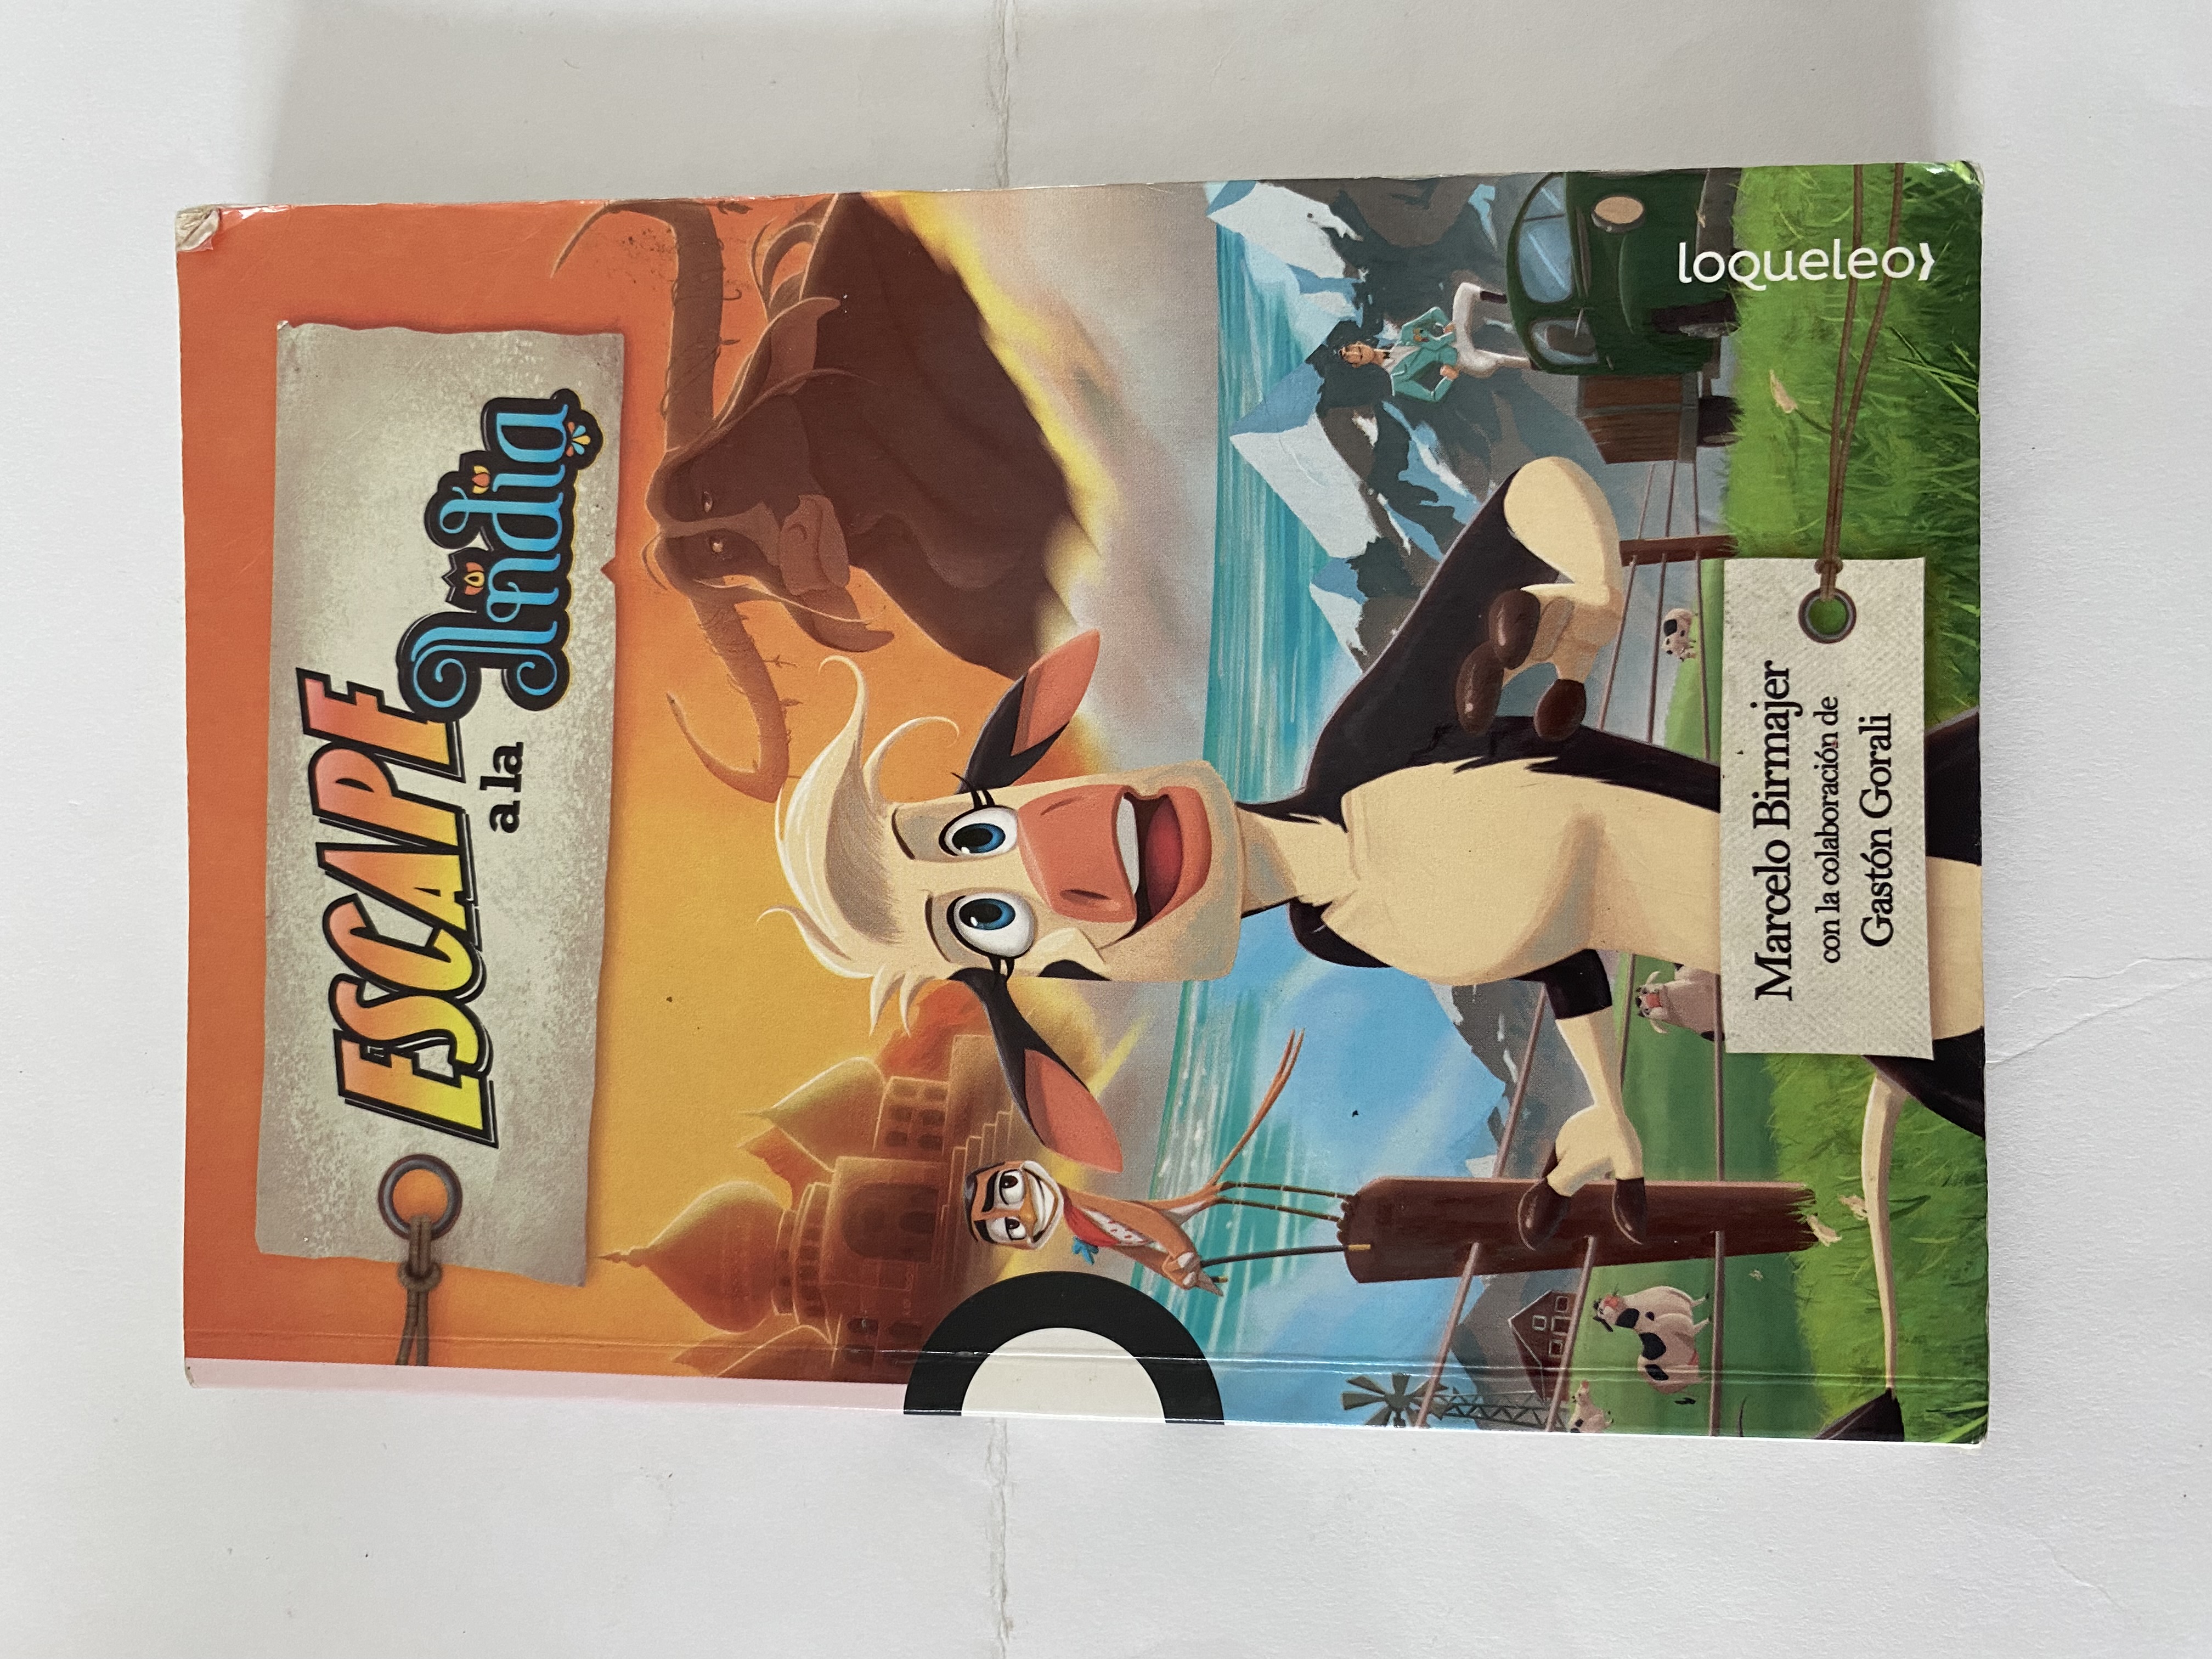 ESCAPE
a la
India
Marcelo Birmajer
con la colaboración de
Gastón Gorali
loqueleo